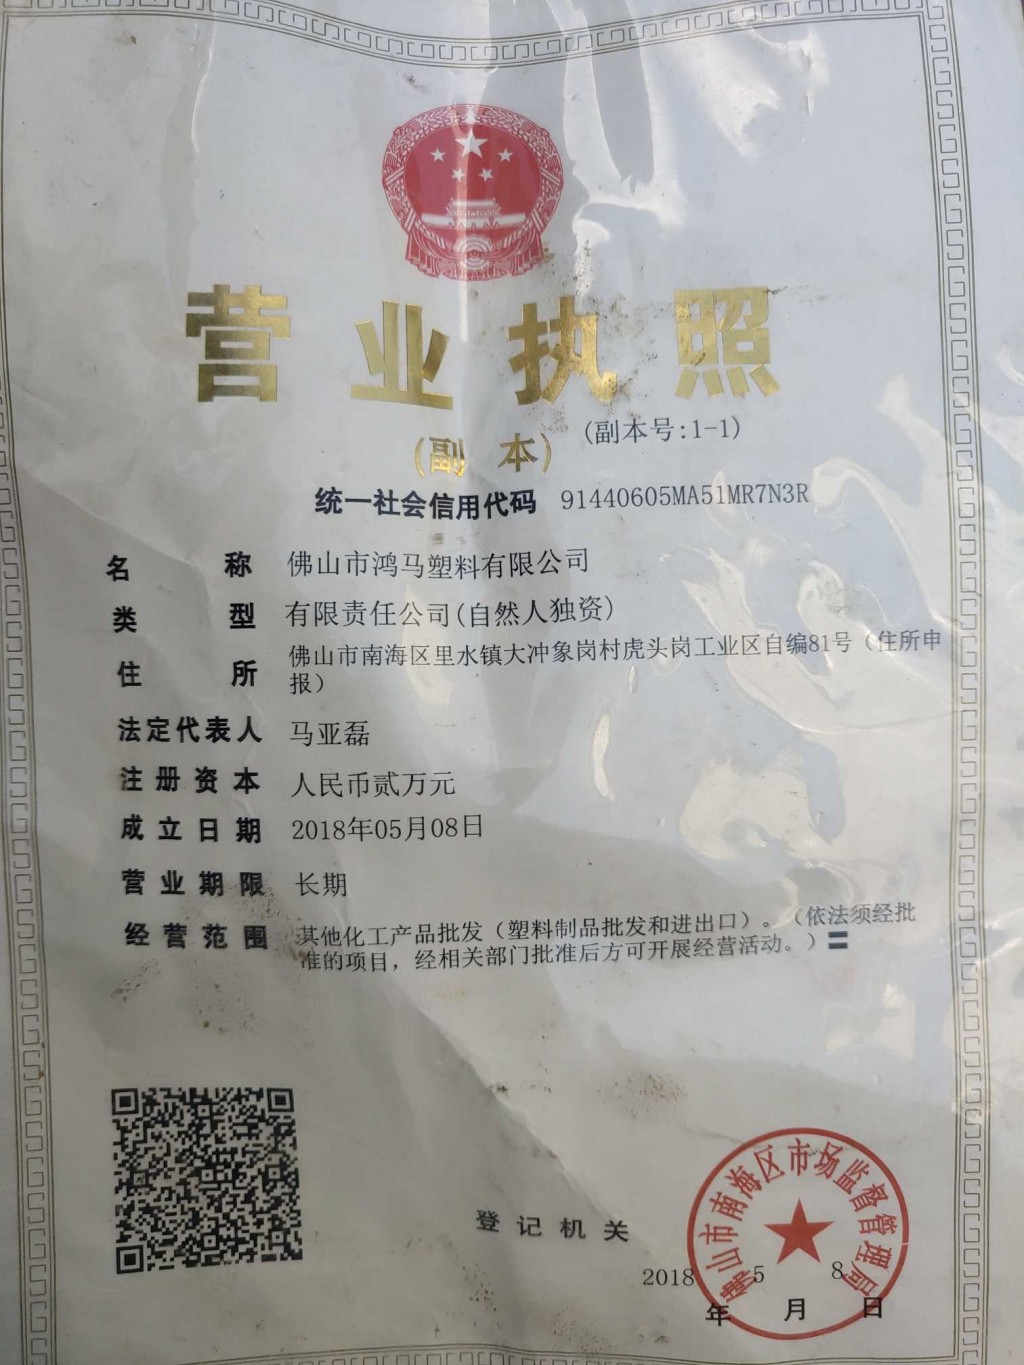 营业执照
(副本)
(副本号:1-1)
统一社会信用代码 91440605MA51MR7N3R
名称 佛山市鸿马塑料有限公司
类型 有限责任公司(自然人独资)
住所 佛山市南海区里水镇大冲象岗村虎头岗工业区自编81号（住所申
报）
法定代表人 马亚磊
注册资本 人民币贰万元
成立日期 2018年05月08日
营业期限 长期
经营范围 其他化工产品批发（塑料制品批发和进出口）。（依法须经批
准的项目，经相关部门批准后方可开展经营活动。）〓
登记机关
佛山市南海区市场监督管理局
2018年5月8日